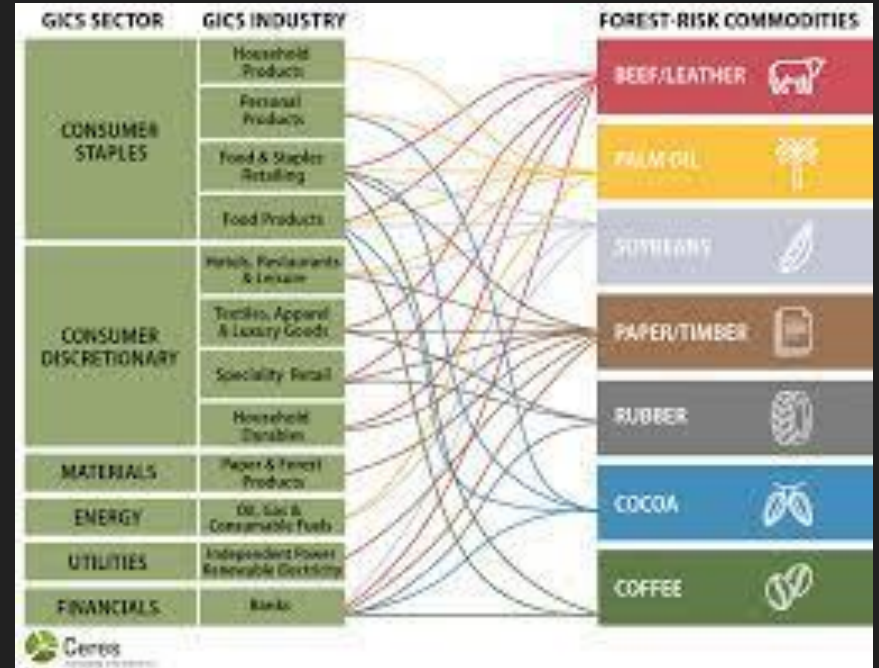 GICS SECTOR
GICS INDUSTRY
FOREST-RISK COMMODITIES
CONSUMER
STAPLES
Household
Products
Personal
Products
Food & Staples
Retailing
Food Products
CONSUMER
DISCRETIONARY
Hotels, Restaurants
& Leisure
Textiles, Apparel
& Luxury Goods
Speciality Retail
Household
Durables
MATERIALS
Paper & Forest
Products
ENERGY
Oil, Gas &
Consumable Fuels
UTILITIES
Independent Power
Renewable Electricity
FINANCIALS
Banks
BEEF/LEATHER
PALM OIL
SOYBEANS
PAPER/TIMBER
RUBBER
COCOA
COFFEE
Ceres